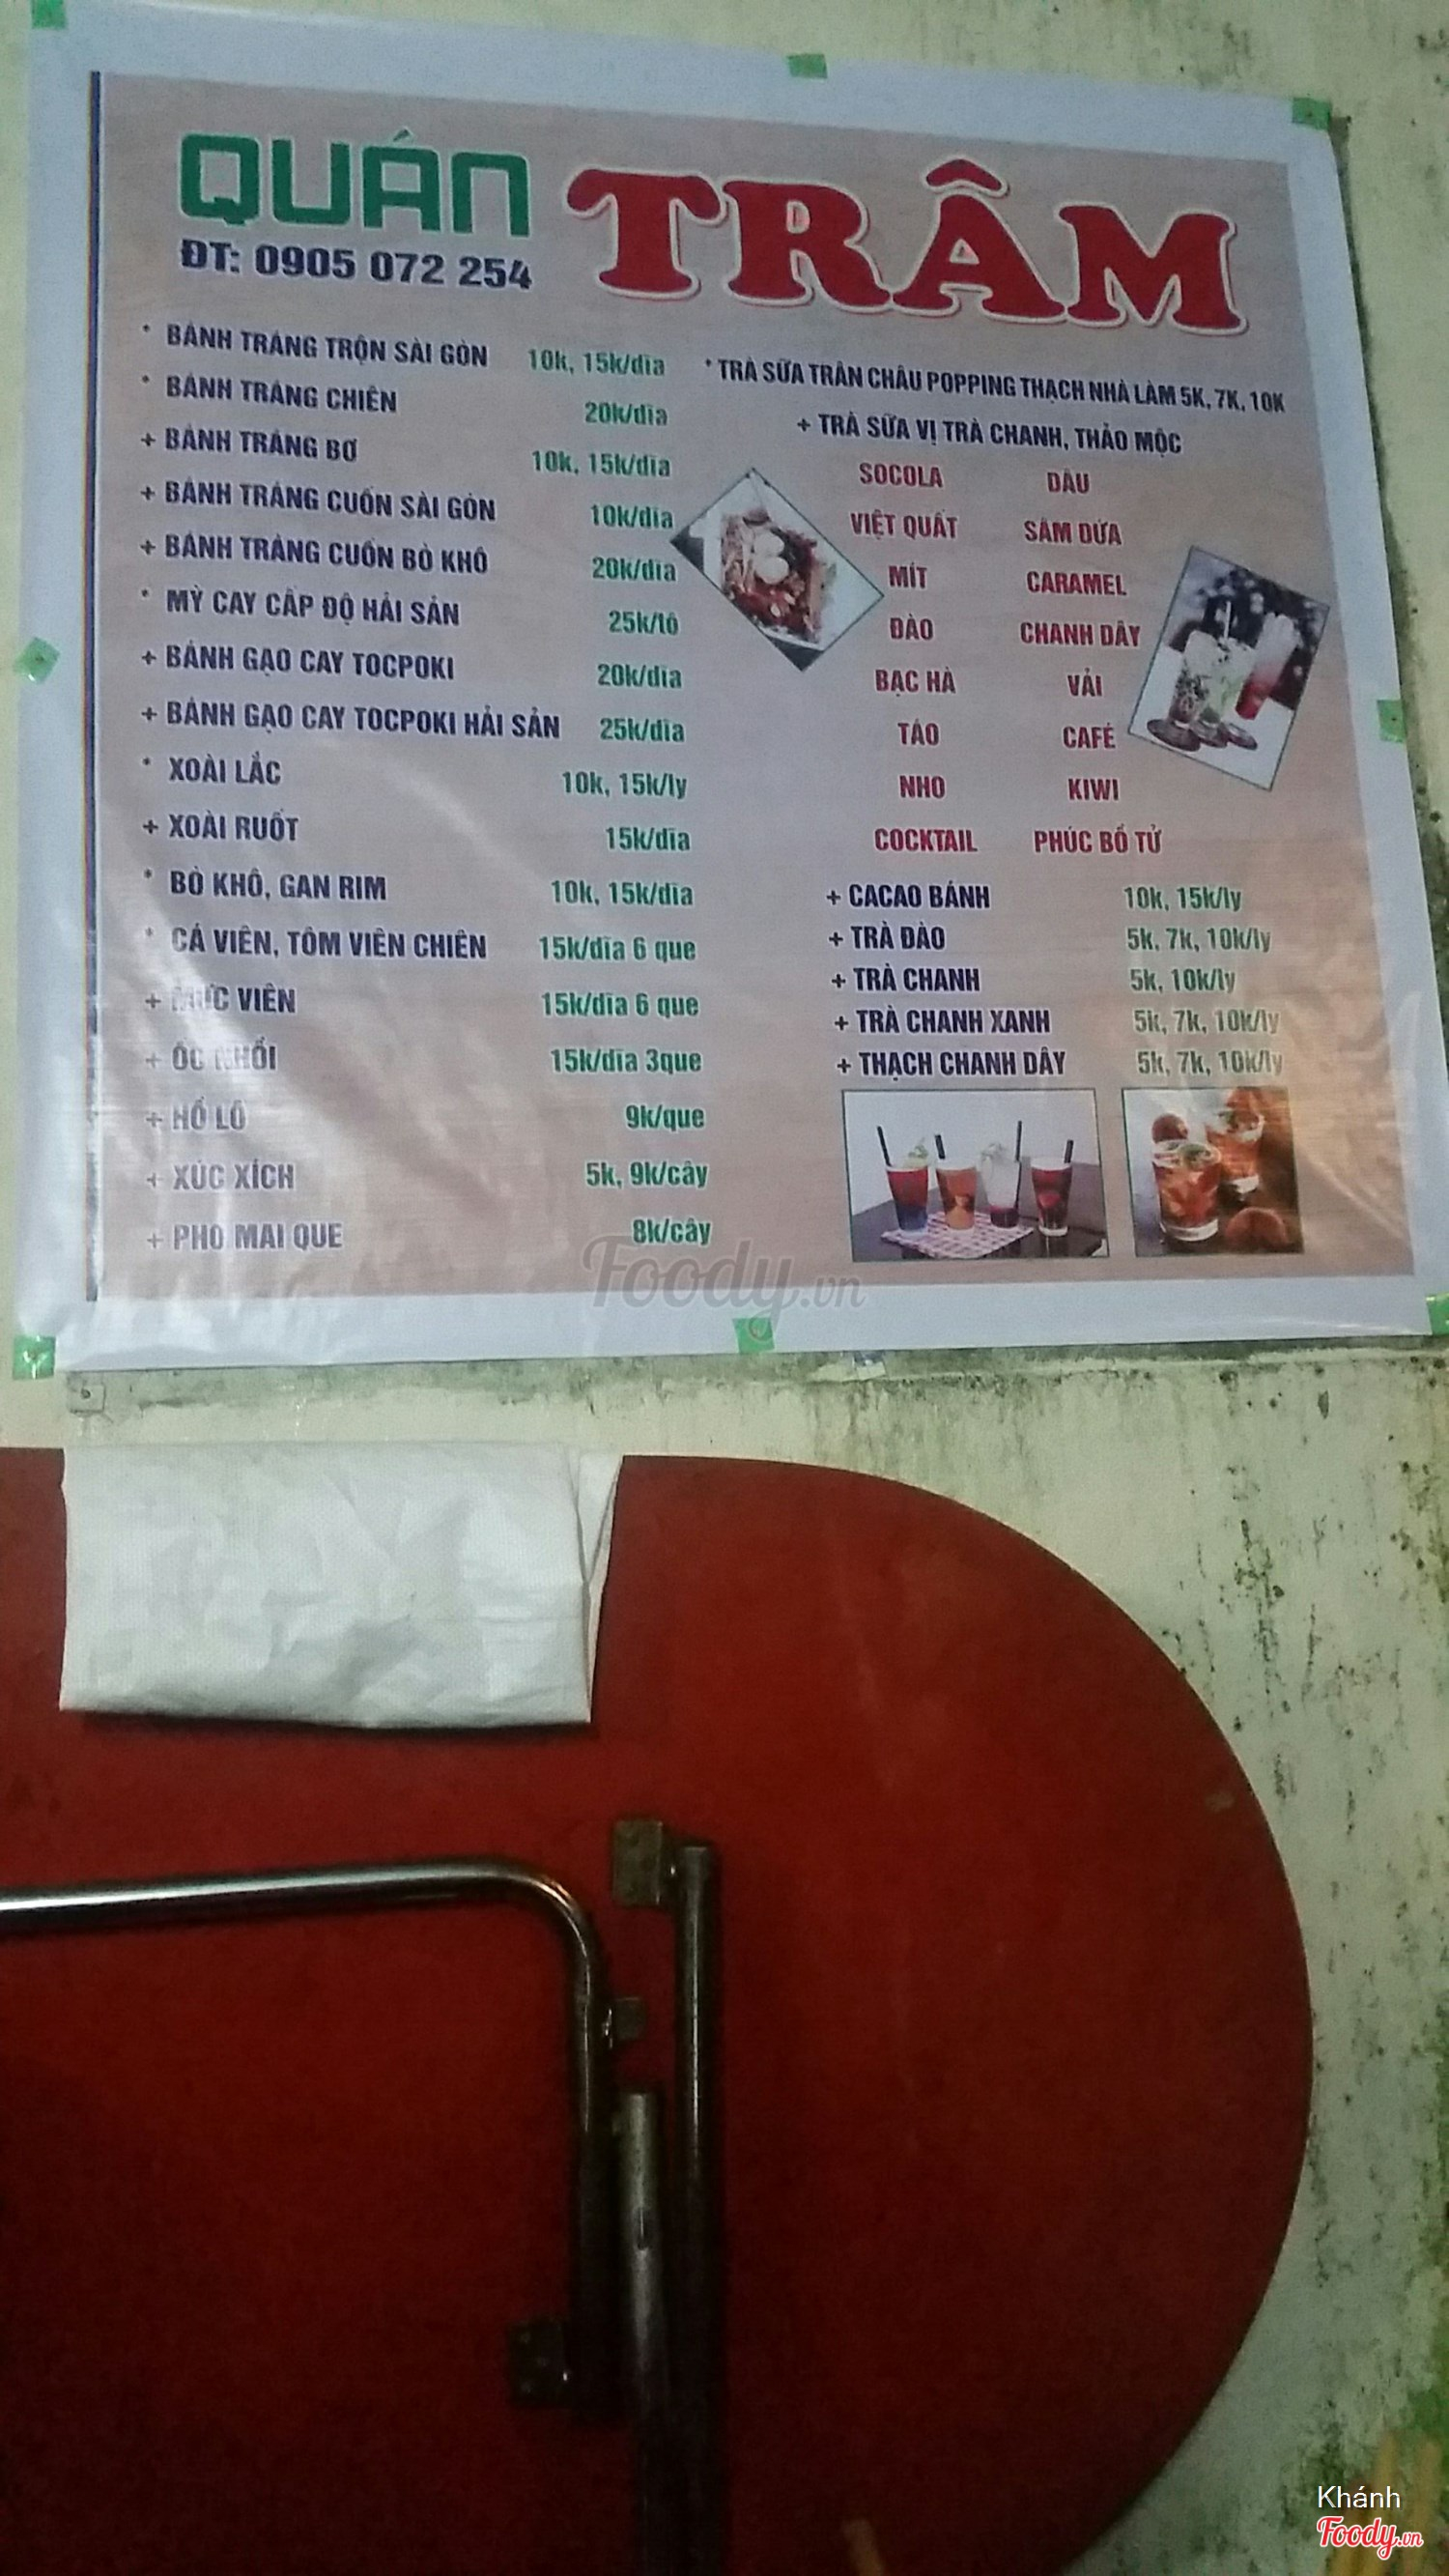 QUÁN TRÂM
ĐT: 0905 072 254
* BÁNH TRÁNG TRỘN SÀI GÒN 10k, 15k/dĩa
* BÁNH TRÁNG CHIÊN 20k/dĩa
+ BÁNH TRÁNG BƠ 10k, 15k/dĩa
+ BÁNH TRÁNG CUỐN SÀI GÒN 10k/dĩa
+ BÁNH TRÁNG CUỐN BÒ KHÔ 20k/dĩa
* MỲ CAY CẤP ĐỘ HẢI SẢN 25k/tô
+ BÁNH GẠO CAY TOCPOKI 20k/dĩa
+ BÁNH GẠO CAY TOCPOKI HẢI SẢN 25k/dĩa
* XOÀI LẮC 10k, 15k/ly
+ XOÀI RUỐT 15k/dĩa
* BÒ KHÔ, GAN RIM 10k, 15k/dĩa
* CÁ VIÊN, TÔM VIÊN CHIÊN 15k/dĩa 6 que
+ MỰC VIÊN 15k/dĩa 6 que
+ ỐC NHỒI 15k/dĩa 3que
+ HỒ LÔ 9k/que
+ XÚC XÍCH 5k, 9k/cây
+ PHO MAI QUE 8k/cây
* TRÀ SỮA TRÂN CHÂU POPPING THẠCH NHÀ LÀM 5K, 7K, 10K
+ TRÀ SỮA VỊ TRÀ CHANH, THẢO MỘC
SOCOLA DÂU
VIỆT QUẤT SÂM DỨA
MÍT CARAMEL
ĐÀO CHANH DÂY
BẠC HÀ VẢI
TÁO CAFÉ
NHO KIWI
COCKTAIL PHÚC BỒ TỬ
+ CACAO BÁNH 10k, 15k/ly
+ TRÀ ĐÀO 5k, 7k, 10k/ly
+ TRÀ CHANH 5k, 10k/ly
+ TRÀ CHANH XANH 5k, 7k, 10k/ly
+ THẠCH CHANH DÂY 5k, 7k, 10k/ly
Foody.vn
Khánh
Foody.vn